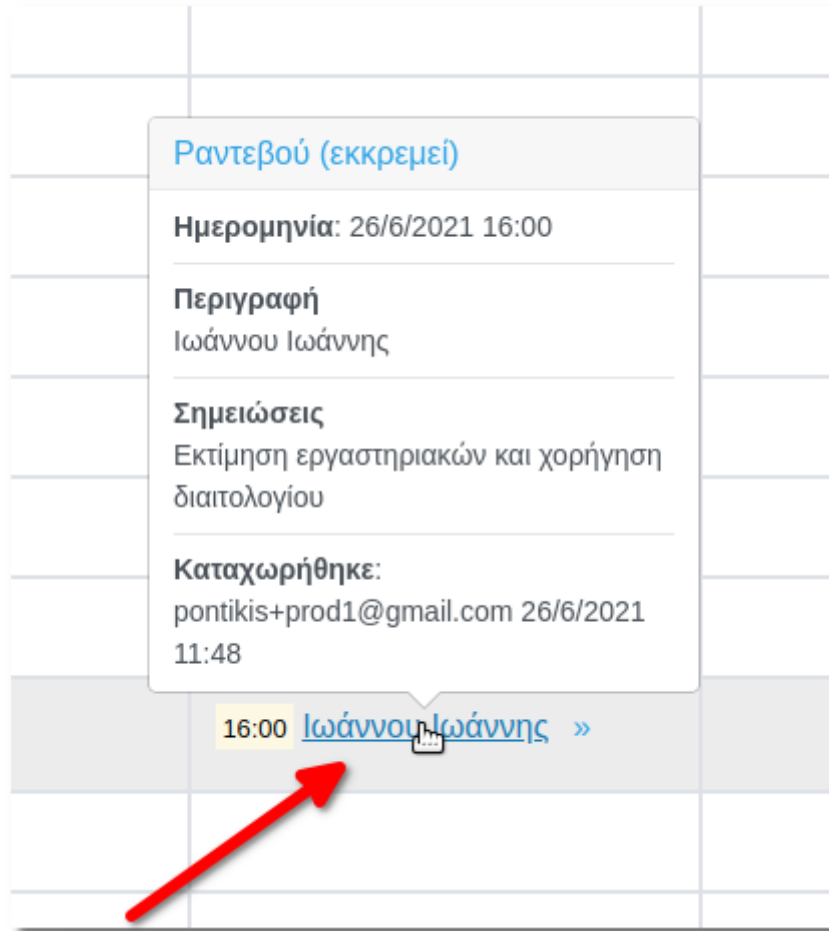 Ραντεβού (εκκρεμεί)
Ημερομηνία: 26/6/2021 16:00
Περιγραφή
Ιωάννου Ιωάννης
Σημειώσεις
Εκτίμηση εργαστηριακών και χορήγηση
διαιτολογίου
Καταχωρήθηκε:
pontikis+prod1@gmail.com 26/6/2021
11:48
16:00 Ιωάννου Ιωάννης »